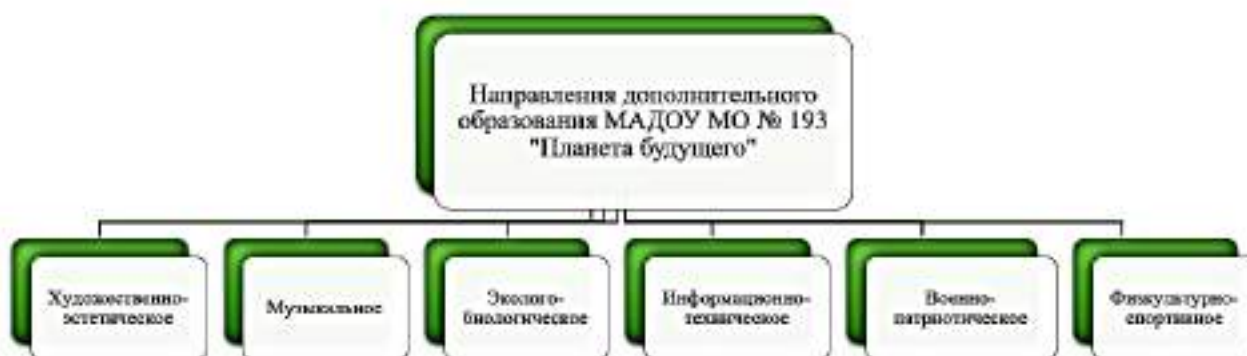 Направления дополнительного
образования МАДОУ МО № 193
"Планета будущего"
Художественно-
эстетическое
Музыкальное
Эколого-
биологическое
Информационно-
техническое
Военно-
патриотическое
Физкультурно-
спортивное